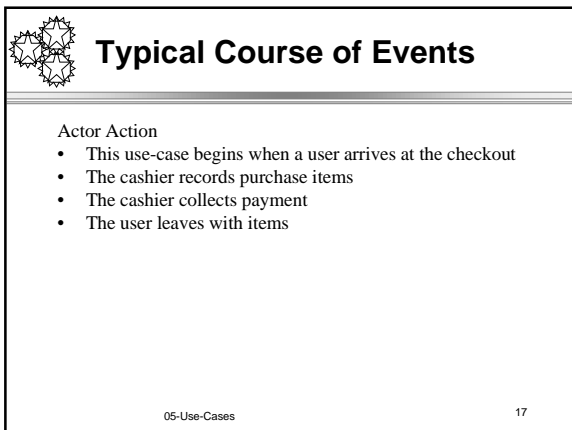 Typical Course of Events
Actor Action
• This use-case begins when a user arrives at the checkout
• The cashier records purchase items
• The cashier collects payment
• The user leaves with items
05-Use-Cases
17